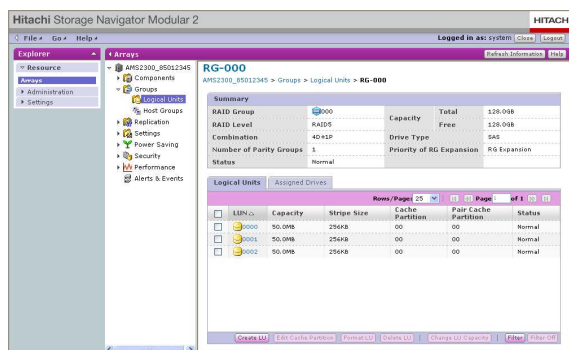 Hitachi Storage Navigator Modular 2
HITACHI
File Go Help
Logged in as: system Close Logout
Explorer
Arrays
Refresh Information Help
Resource
Arrays
Administration
Settings
AMS2300_85012345
Components
Groups
Logical Units
Host Groups
Replication
Settings
Power Saving
Security
Performance
Alerts & Events
RG-000
AMS2300_85012345 > Groups > Logical Units > RG-000
Summary
RAID Group 000 Capacity Total 128.0GB
RAID Level RAID5 Free 128.0GB
Combination 4D+1P Drive Type SAS
Number of Parity Groups 1 Priority of RG Expansion RG Expansion
Status Normal
Logical Units Assigned Drives
Rows/Page: 25 Page 1 of 1
LUN Capacity Stripe Size Cache Partition Pair Cache Partition Status
0000 50.0MB 256KB 00 00 Normal
0001 50.0MB 256KB 00 00 Normal
0002 50.0MB 256KB 00 00 Normal
Create LU Edit Cache Partition Format LU Delete LU Change LU Capacity Filter Filter Off